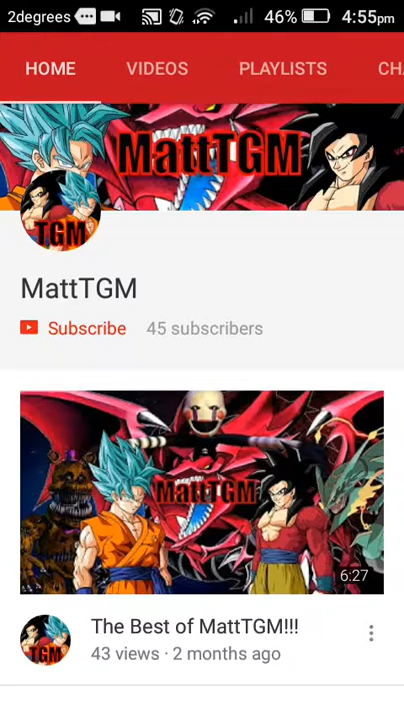 2degrees 46% 4:55pm
HOME VIDEOS PLAYLISTS CHA
MattTGM
TGM
MattTGM
Subscribe 45 subscribers
MattTGM
6:27
The Best of MattTGM!!!
TGM
43 views · 2 months ago